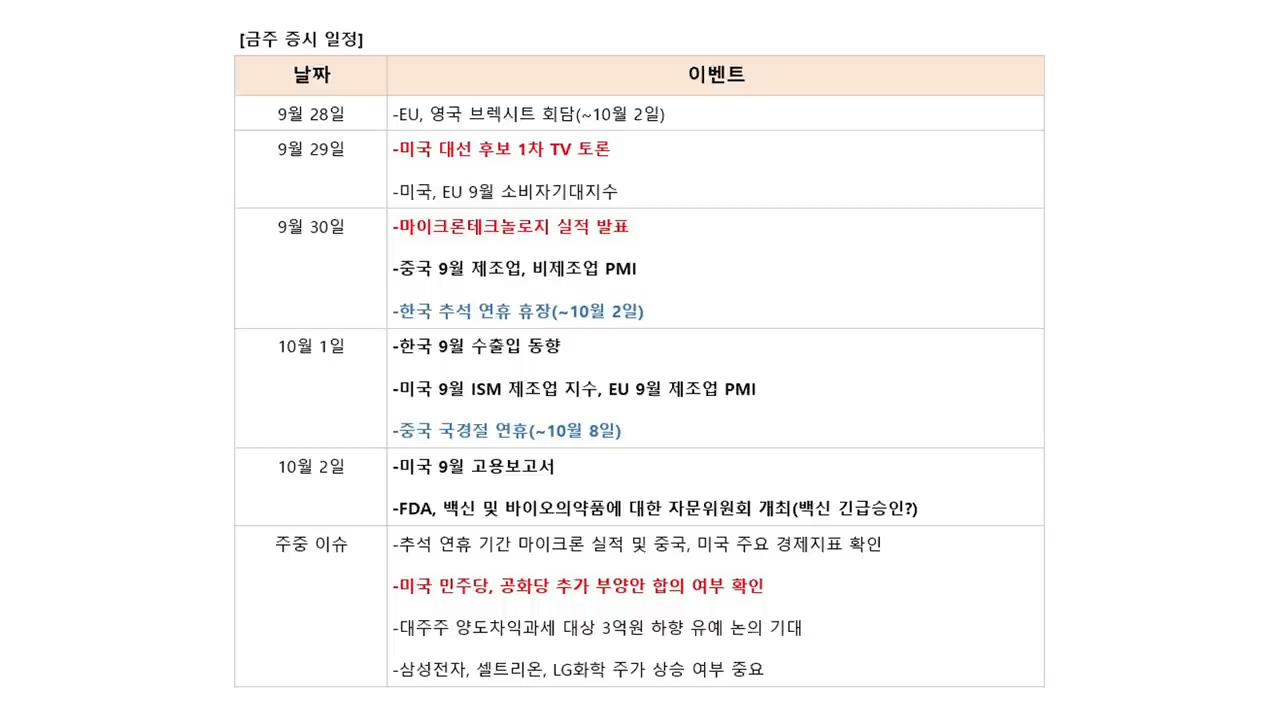 [금주 증시 일정]
날짜 이벤트
9월 28일 -EU, 영국 브렉시트 회담(~10월 2일)
9월 29일 -미국 대선 후보 1차 TV 토론
-미국, EU 9월 소비자기대지수
9월 30일 -마이크론테크놀로지 실적 발표
-중국 9월 제조업, 비제조업 PMI
-한국 추석 연휴 휴장(~10월 2일)
10월 1일 -한국 9월 수출입 동향
-미국 9월 ISM 제조업 지수, EU 9월 제조업 PMI
-중국 국경절 연휴(~10월 8일)
10월 2일 -미국 9월 고용보고서
-FDA, 백신 및 바이오의약품에 대한 자문위원회 개최(백신 긴급승인?)
주중 이슈 -추석 연휴 기간 마이크론 실적 및 중국, 미국 주요 경제지표 확인
-미국 민주당, 공화당 추가 부양안 합의 여부 확인
-대주주 양도차익과세 대상 3억원 하향 유예 논의 기대
-삼성전자, 셀트리온, LG화학 주가 상승 여부 중요